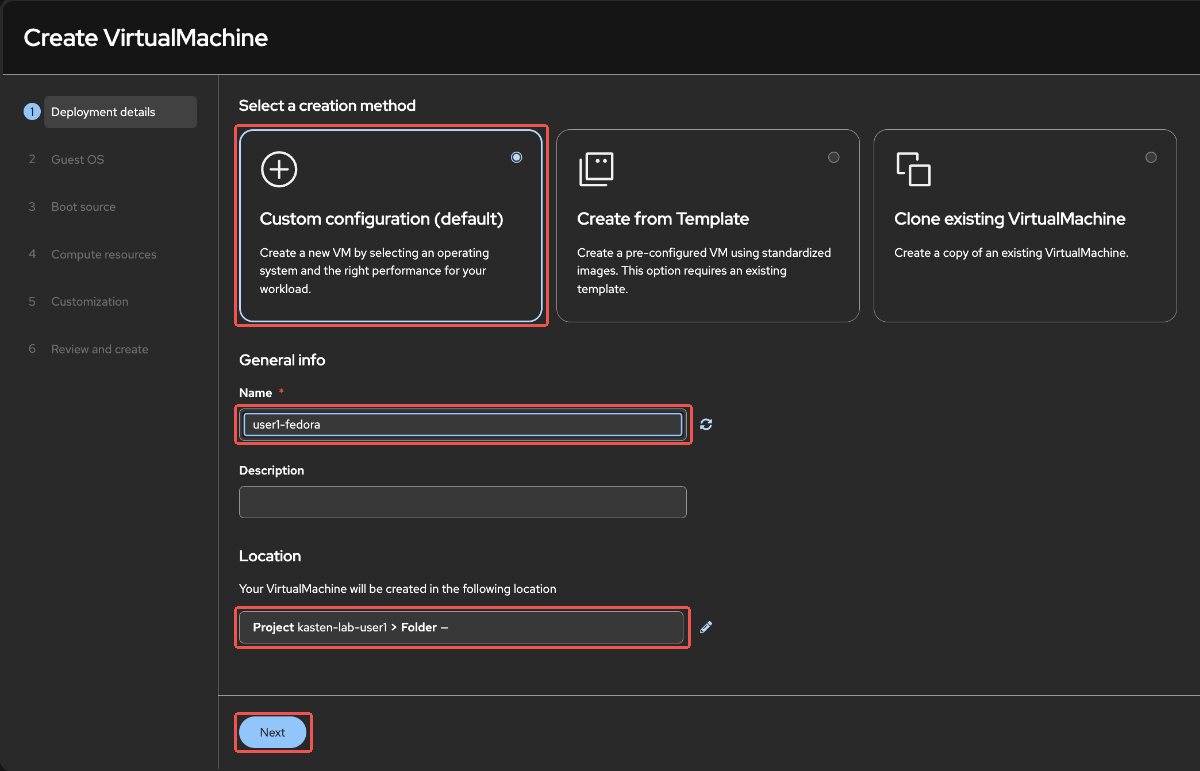 Create VirtualMachine
1 Deployment details
2 Guest OS
3 Boot source
4 Compute resources
5 Customization
6 Review and create
Select a creation method
Custom configuration (default)
Create a new VM by selecting an operating
system and the right performance for your
workload.
Create from Template
Create a pre-configured VM using standardized
images. This option requires an existing
template.
Clone existing VirtualMachine
Create a copy of an existing VirtualMachine.
General info
Name *
user1-fedora
Description
Location
Your VirtualMachine will be created in the following location
Project kasten-lab-user1 > Folder —
Next